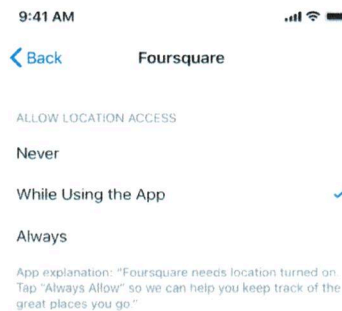 9:41 AM
Back
Foursquare
ALLOW LOCATION ACCESS
Never
While Using the App
Always
App explanation: "Foursquare needs location turned on.
Tap "Always Allow" so we can help you keep track of the
great places you go."